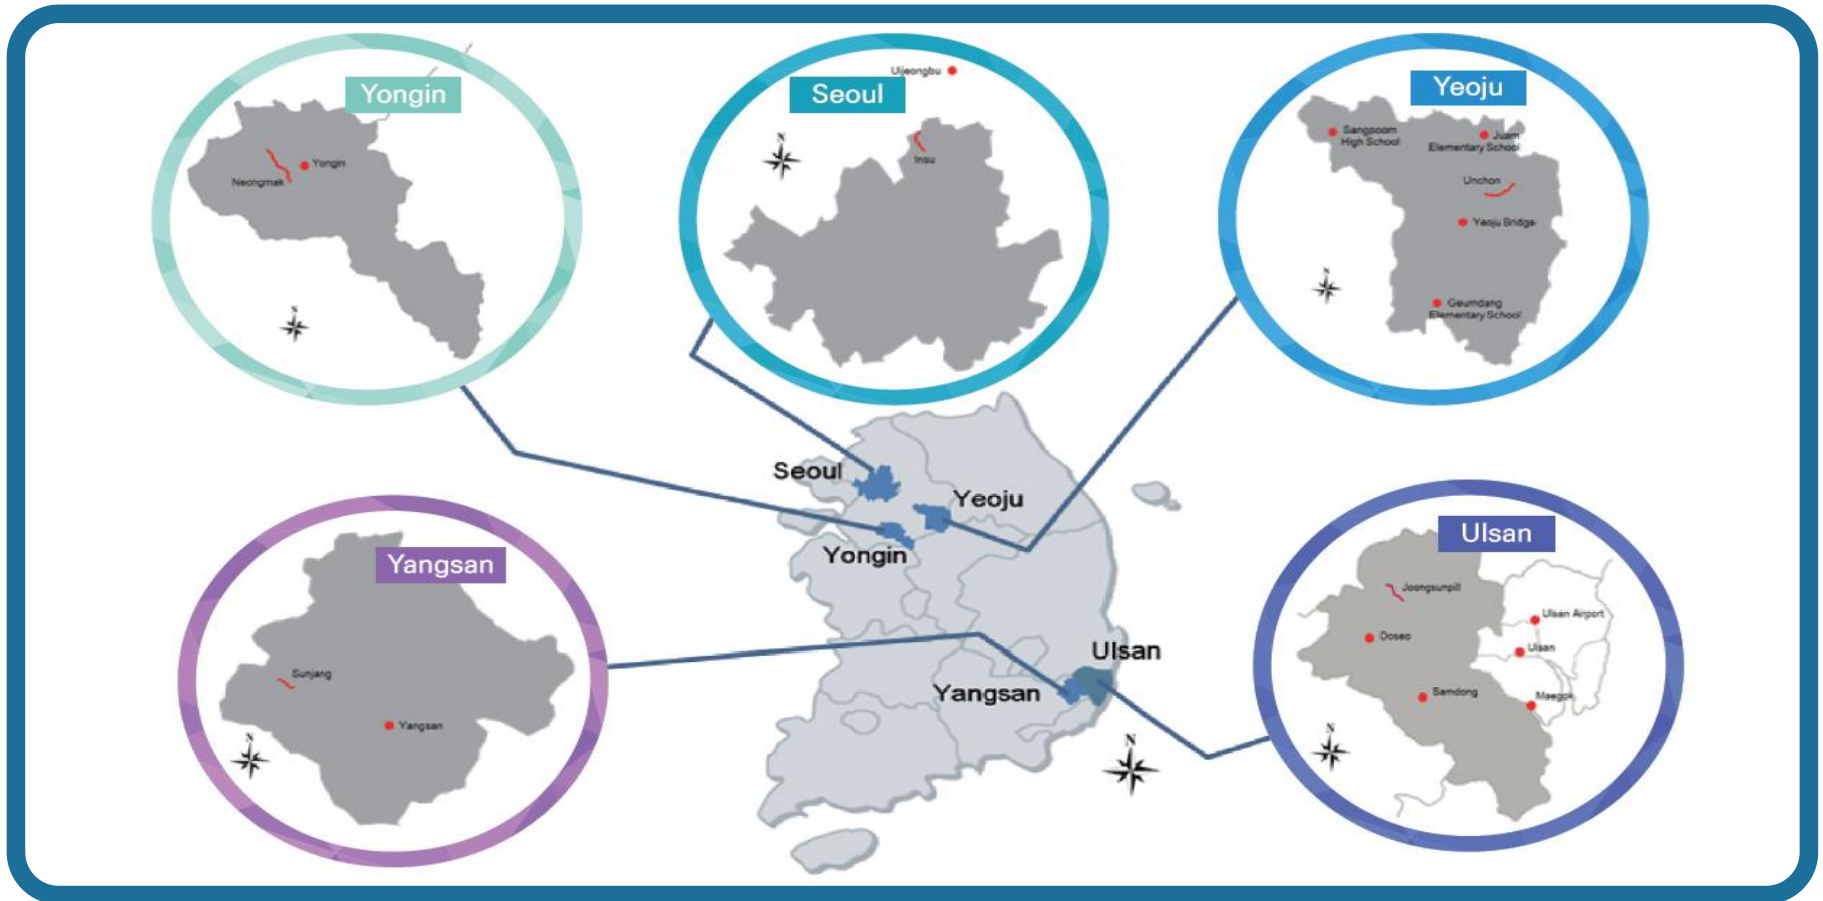 Yongin
Yongin
Neongmak
N
Uijeongbu
Seoul
N
Insu
Yeoju
Sangpoom
High School
Juam
Elementary School
Unchon
Yeoju Bridge
N
Geumdang
Elementary School
Seoul
Yeoju
Yongin
Ulsan
Yangsan
N
Yangsan
Sunjang
Yangsan
N
Ulsan
Joongsunpill
Ulsan Airport
Doseo
Ulsan
Samdong
Maegok
N